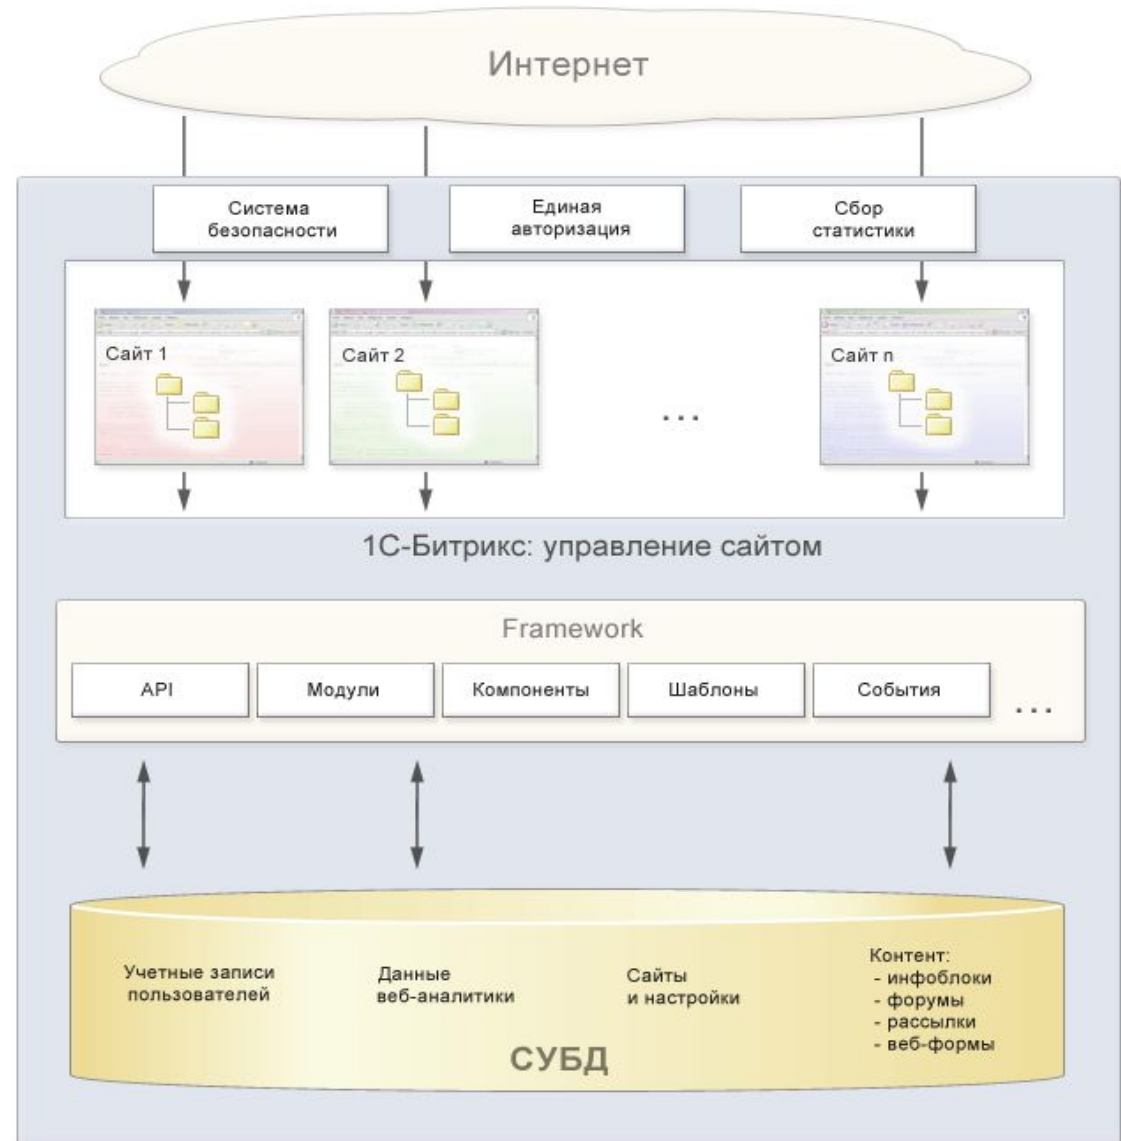 Интернет
Система
безопасности
Единая
авторизация
Сбор
статистики
Сайт 1
Сайт 2
...
Сайт n
1С-Битрикс: управление сайтом
Framework
API
Модули
Компоненты
Шаблоны
События
...
Учетные записи
пользователей
Данные
веб-аналитики
Сайты
и настройки
Контент:
- инфоблоки
- форумы
- рассылки
- веб-формы
СУБД